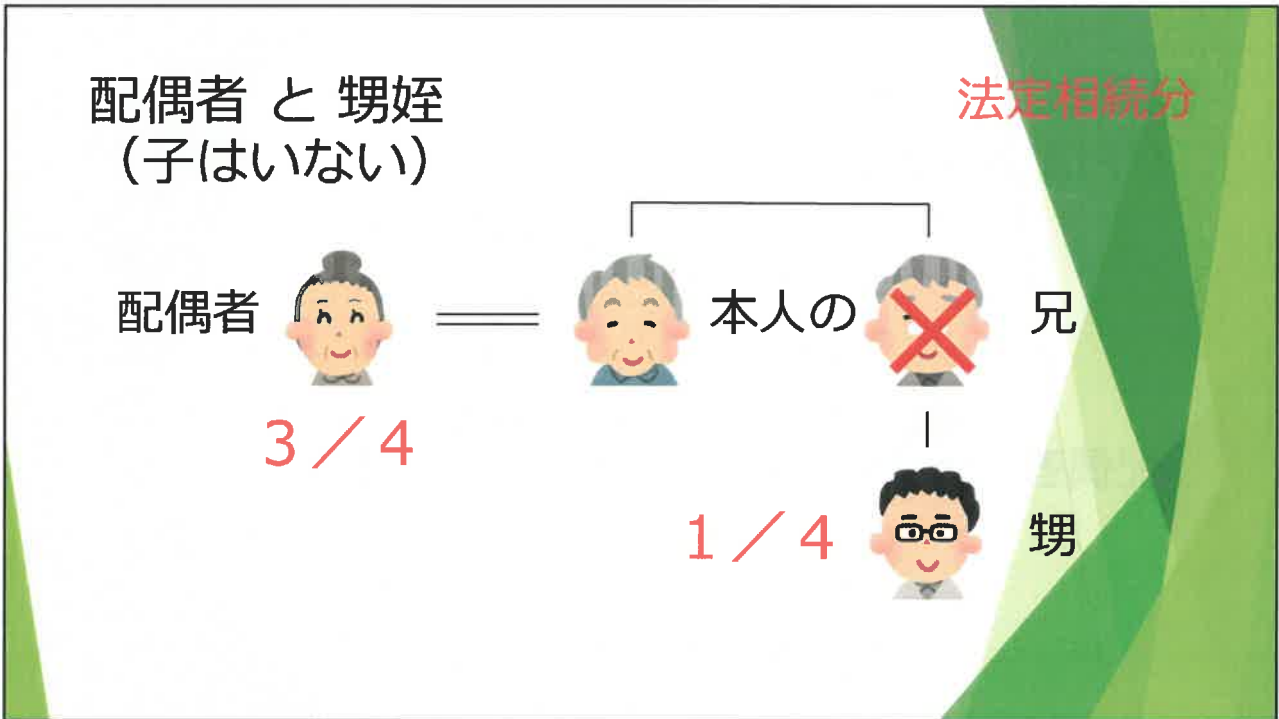 配偶者 と 甥姪
（子はいない）
法定相続分
配偶者
本人の
兄
3／4
1／4
甥